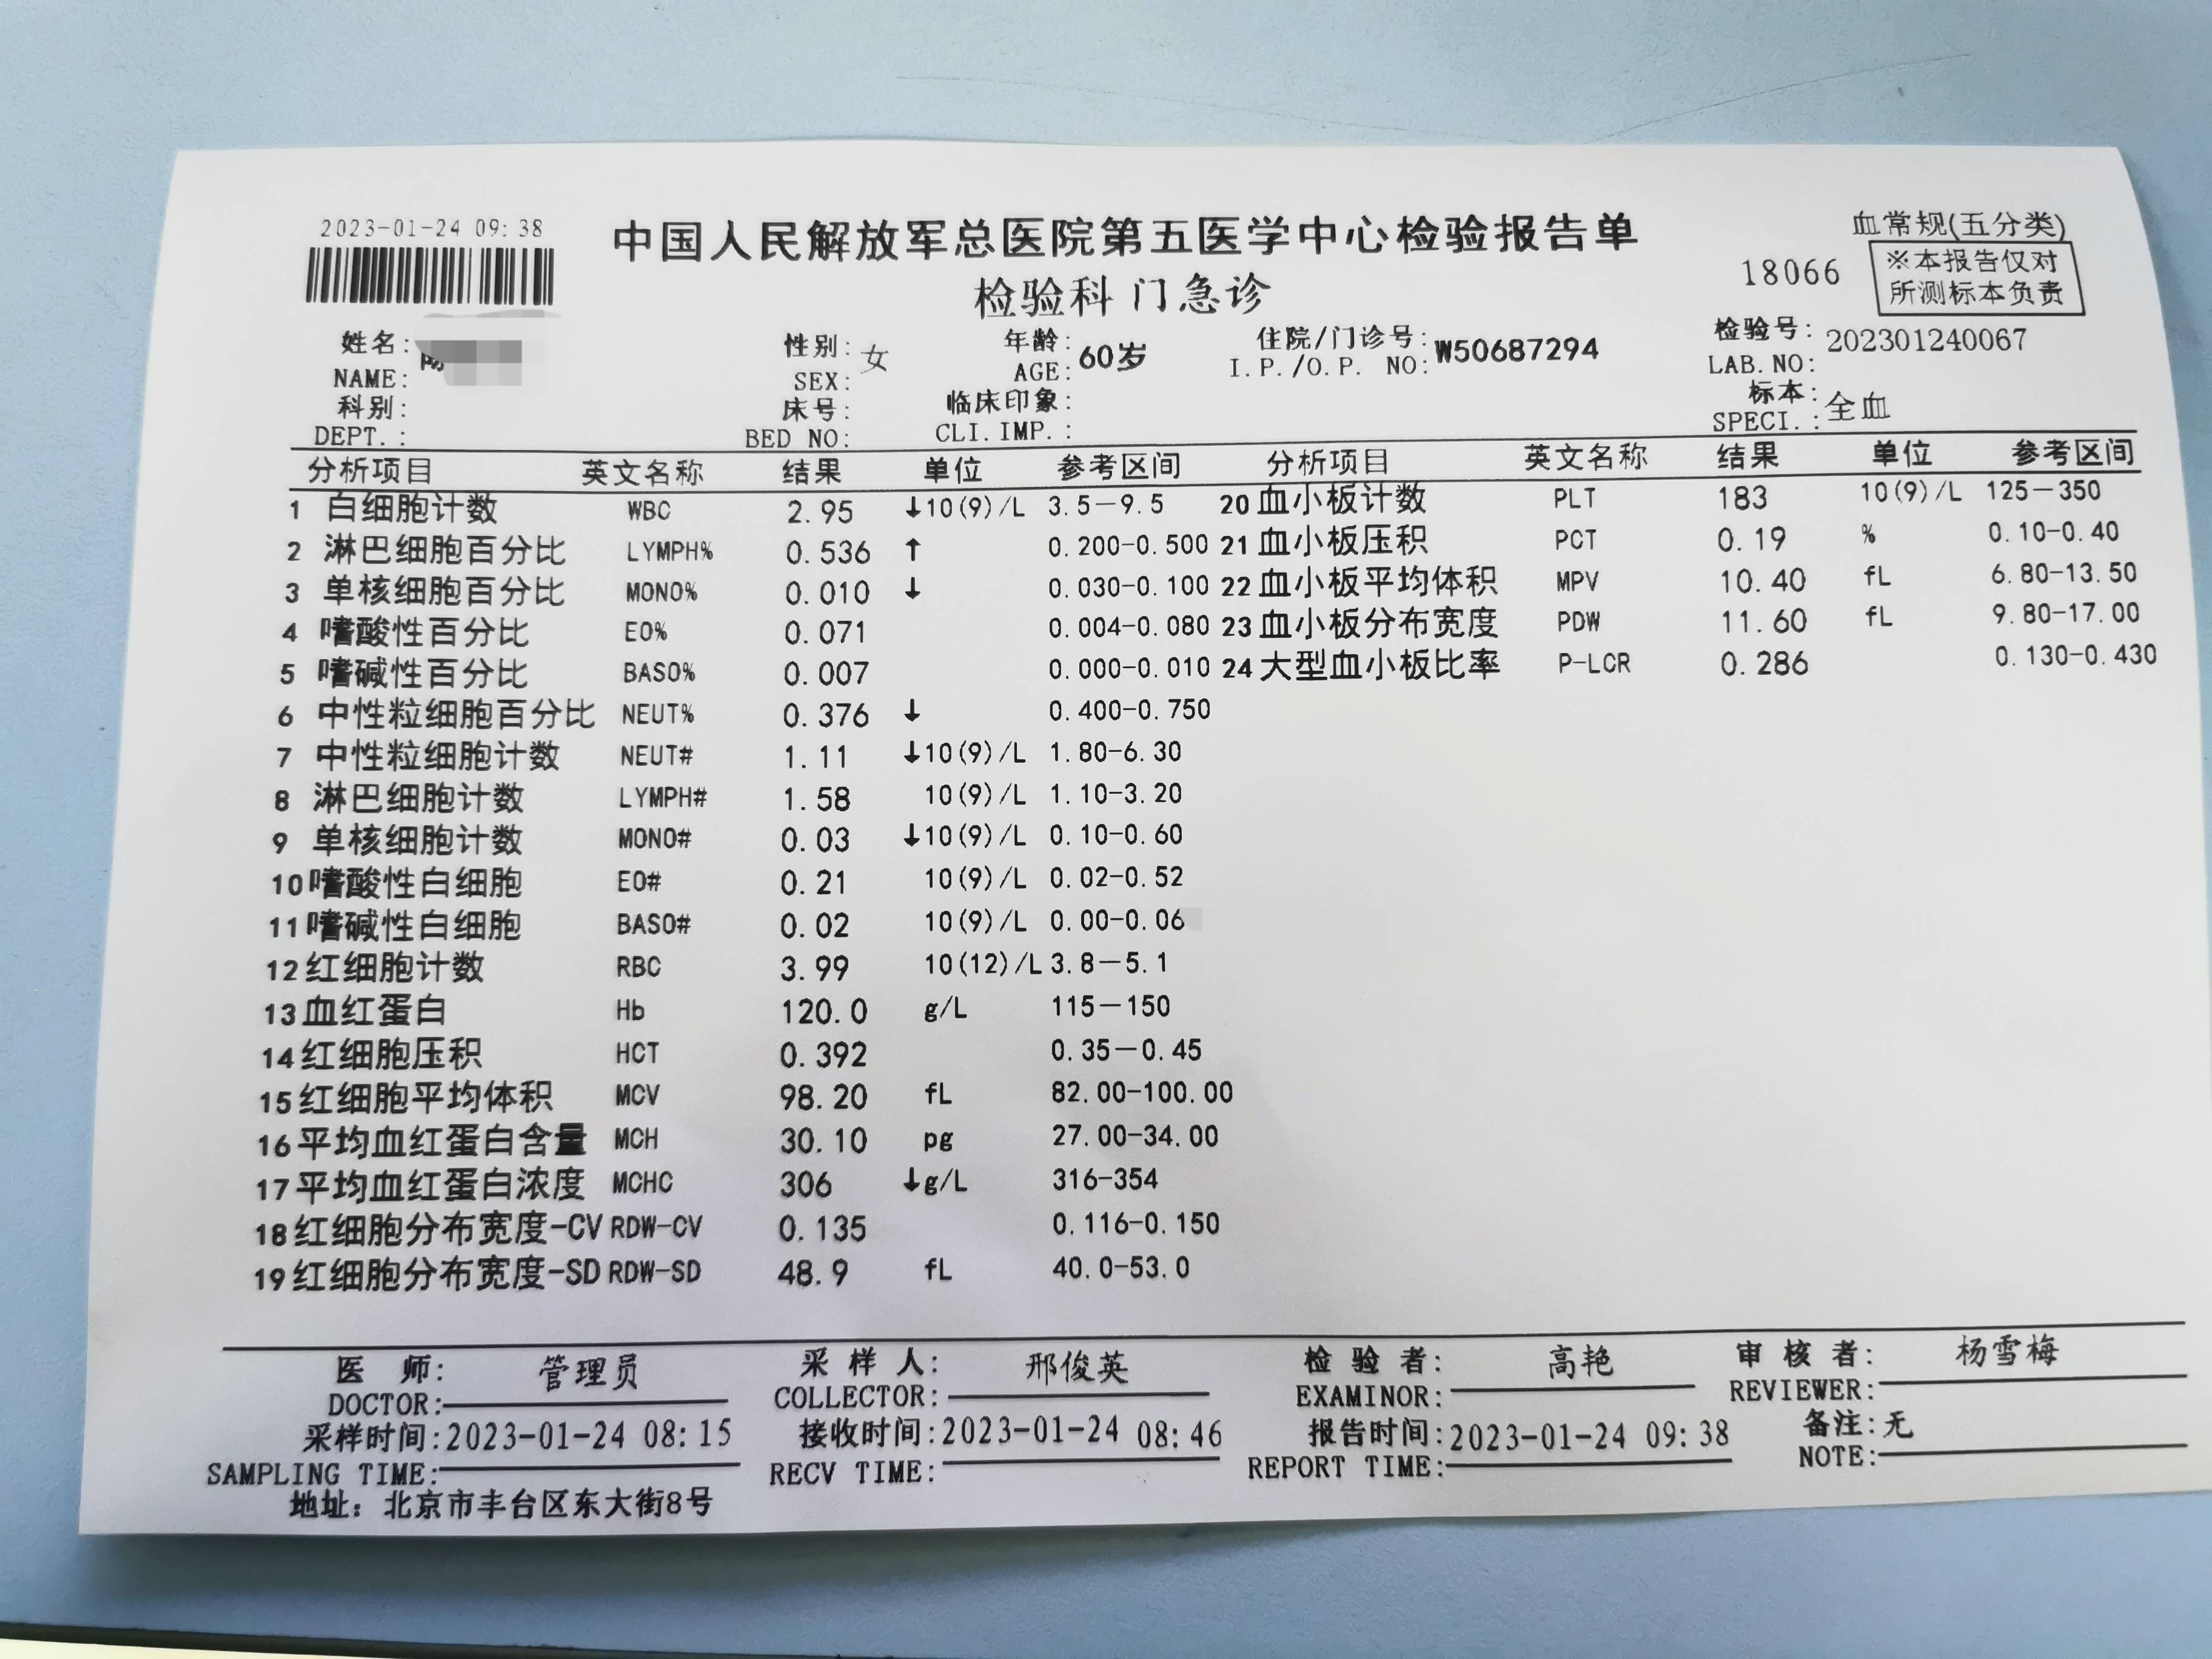 2023-01-24 09:38
中国人民解放军总医院第五医学中心检验报告单
血常规(五分类)
检验科 门急诊
18066
※本报告仅对
所测标本负责
姓名:
NAME:
性别: 女
SEX:
年龄: 60岁
AGE:
住院/门诊号: W50687294
I.P./O.P. NO:
检验号: 202301240067
LAB.NO:
科别:
DEPT.:
床号:
BED NO:
临床印象:
CLI.IMP.:
标本: 全血
SPECI.:
分析项目 英文名称 结果 单位 参考区间 分析项目 英文名称 结果 单位 参考区间
1 白细胞计数 WBC 2.95 ↓10(9)/L 3.5—9.5 20 血小板计数 PLT 183 10(9)/L 125—350
2 淋巴细胞百分比 LYMPH% 0.536 ↑ 0.200-0.500 21 血小板压积 PCT 0.19 % 0.10-0.40
3 单核细胞百分比 MONO% 0.010 ↓ 0.030-0.100 22 血小板平均体积 MPV 10.40 fL 6.80-13.50
4 嗜酸性百分比 EO% 0.071 0.004-0.080 23 血小板分布宽度 PDW 11.60 fL 9.80-17.00
5 嗜碱性百分比 BASO% 0.007 0.000-0.010 24 大型血小板比率 P-LCR 0.286 0.130-0.430
6 中性粒细胞百分比 NEUT% 0.376 ↓ 0.400-0.750
7 中性粒细胞计数 NEUT# 1.11 ↓10(9)/L 1.80-6.30
8 淋巴细胞计数 LYMPH# 1.58 10(9)/L 1.10-3.20
9 单核细胞计数 MONO# 0.03 ↓10(9)/L 0.10-0.60
10 嗜酸性白细胞 EO# 0.21 10(9)/L 0.02-0.52
11 嗜碱性白细胞 BASO# 0.02 10(9)/L 0.00-0.06
12 红细胞计数 RBC 3.99 10(12)/L 3.8—5.1
13 血红蛋白 Hb 120.0 g/L 115—150
14 红细胞压积 HCT 0.392 0.35—0.45
15 红细胞平均体积 MCV 98.20 fL 82.00-100.00
16 平均血红蛋白含量 MCH 30.10 pg 27.00-34.00
17 平均血红蛋白浓度 MCHC 306 ↓g/L 316-354
18 红细胞分布宽度-CV RDW-CV 0.135 0.116-0.150
19 红细胞分布宽度-SD RDW-SD 48.9 fL 40.0-53.0
医 师: 管理员 采 样 人: 邢俊英 检 验 者: 高艳 审 核 者: 杨雪梅
DOCTOR: COLLECTOR: EXAMINOR: REVIEWER:
采样时间:2023-01-24 08:15 接收时间:2023-01-24 08:46 报告时间:2023-01-24 09:38 备注:无
SAMPLING TIME: RECV TIME: REPORT TIME: NOTE:
地址: 北京市丰台区东大街8号